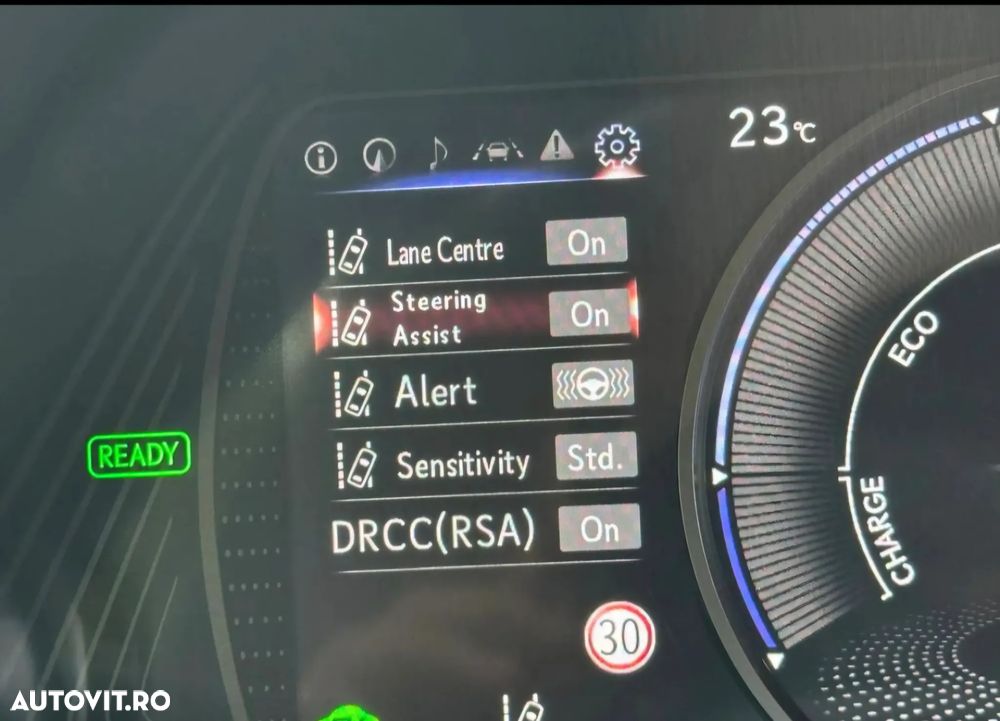 23°C
Lane Centre On
Steering
Assist On
Alert
Sensitivity Std.
DRCC(RSA) On
30
READY
ECO
CHARGE
AUTOVIT.RO